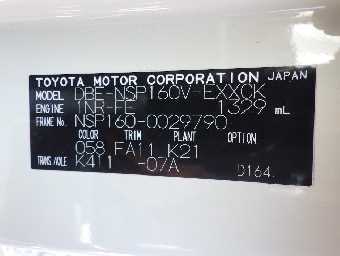 TOYOTA MOTOR CORPORATION JAPAN
MODEL DBE-NSP160V-EXXCK
ENGINE 1NR-FE 1329 mL
FRAME No. NSP160-0029790
COLOR TRIM PLANT OPTION
058 FA11 K21
TRANS/AXLE K411 -07A D164